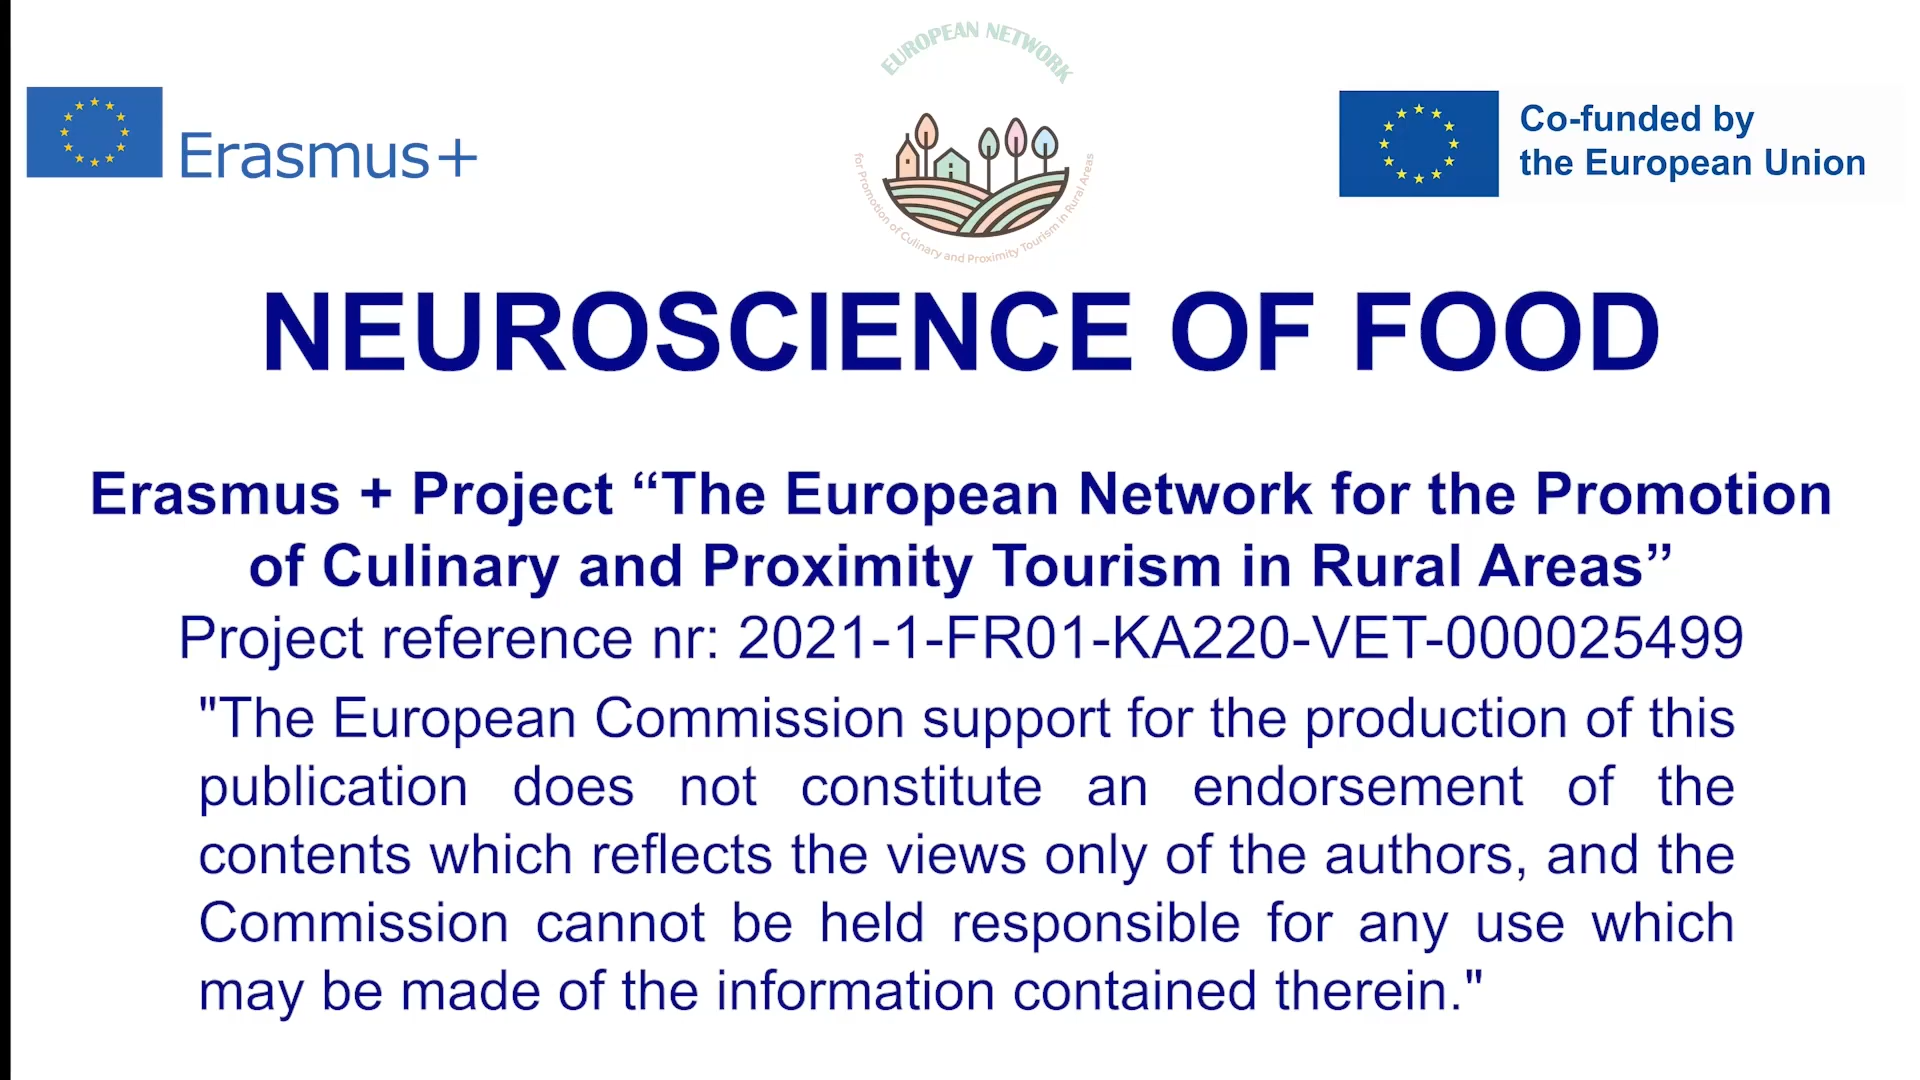 EUROPEAN NETWORK
Erasmus+
Co-funded by
the European Union
for Promotion of Culinary and Proximity Tourism in Rural Areas
NEUROSCIENCE OF FOOD
Erasmus + Project “The European Network for the Promotion
of Culinary and Proximity Tourism in Rural Areas”
Project reference nr: 2021-1-FR01-KA220-VET-000025499
"The European Commission support for the production of this
publication does not constitute an endorsement of the
contents which reflects the views only of the authors, and the
Commission cannot be held responsible for any use which
may be made of the information contained therein."